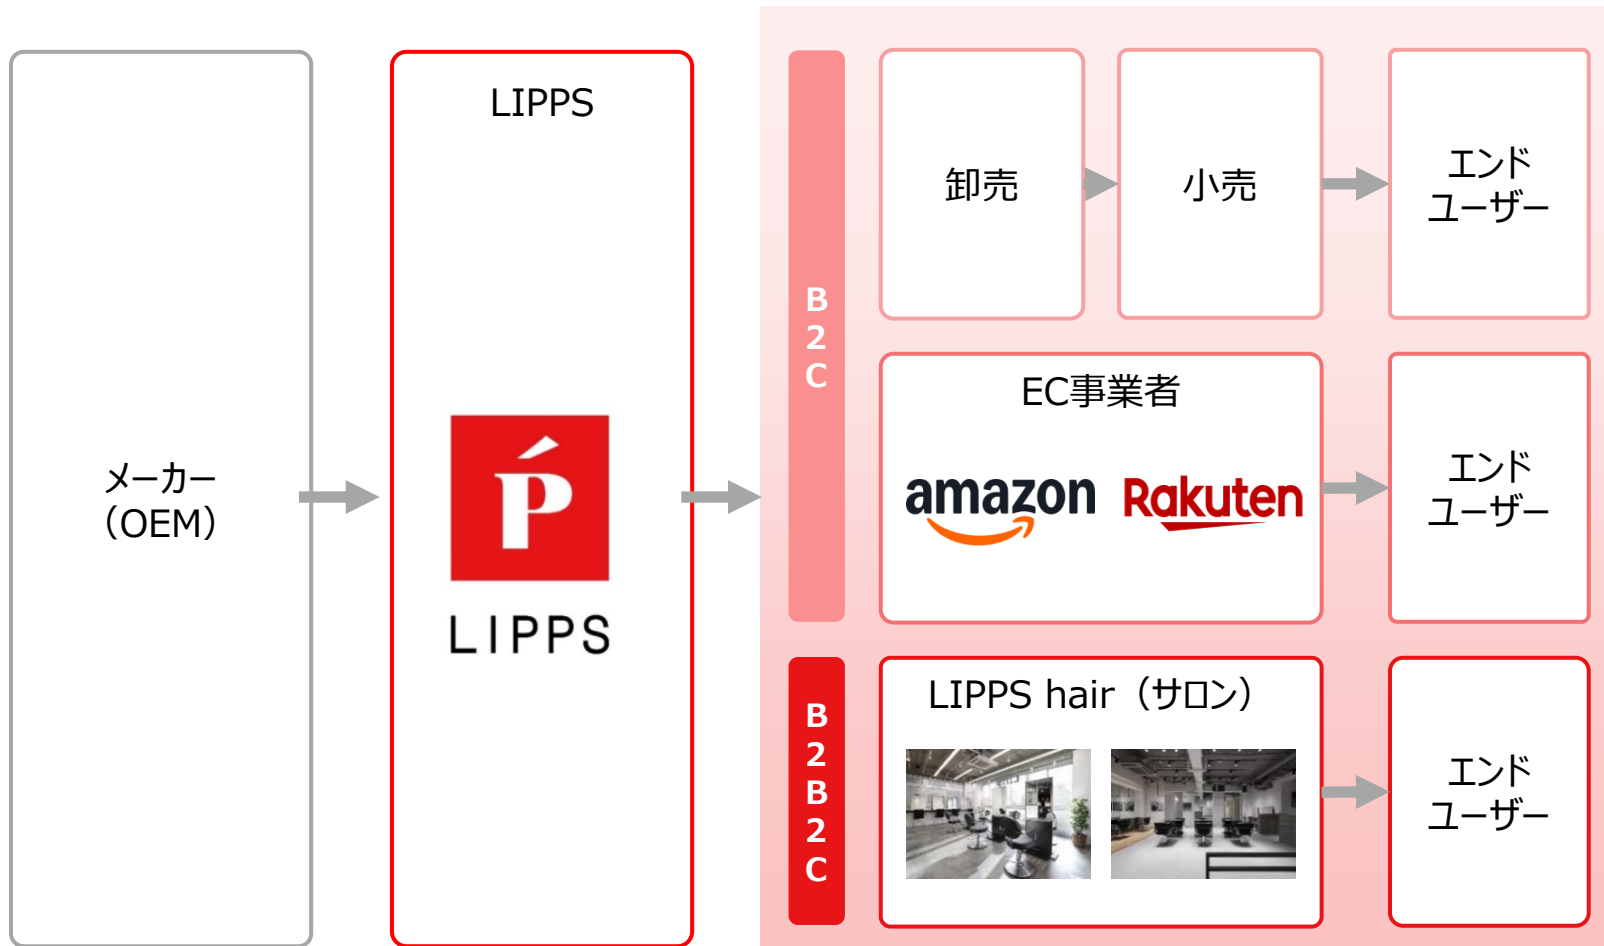 メーカー
（OEM）
LIPPS
P
LIPPS
B
2
C
卸売
小売
エンド
ユーザー
EC事業者
amazon
Rakuten
エンド
ユーザー
B
2
B
2
C
LIPPS hair（サロン）
エンド
ユーザー